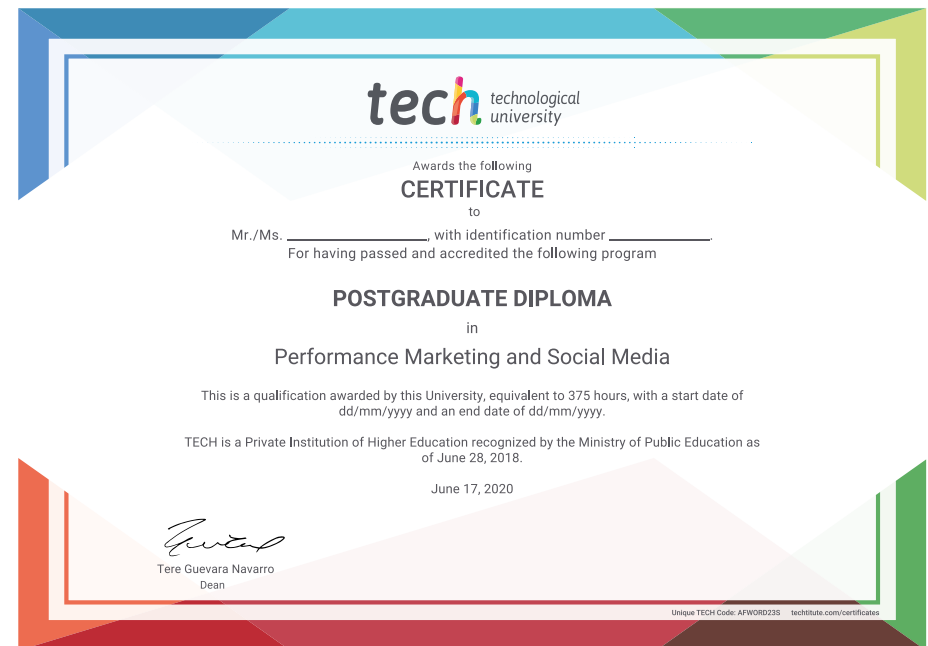 tech technological
university
Awards the following
CERTIFICATE
to
Mr./Ms. ________________, with identification number ____________.
For having passed and accredited the following program
POSTGRADUATE DIPLOMA
in
Performance Marketing and Social Media
This is a qualification awarded by this University, equivalent to 375 hours, with a start date of
dd/mm/yyyy and an end date of dd/mm/yyyy.
TECH is a Private Institution of Higher Education recognized by the Ministry of Public Education as
of June 28, 2018.
June 17, 2020
Tere Guevara Navarro
Dean
Unique TECH Code: AFWORD23S techtitute.com/certificates